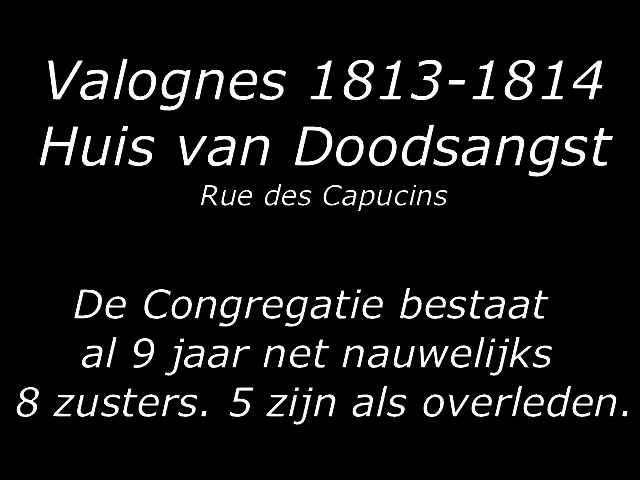 Valognes 1813-1814
Huis van Doodsangst
Rue des Capucins
De Congregatie bestaat
al 9 jaar net nauwelijks
8 zusters. 5 zijn als overleden.